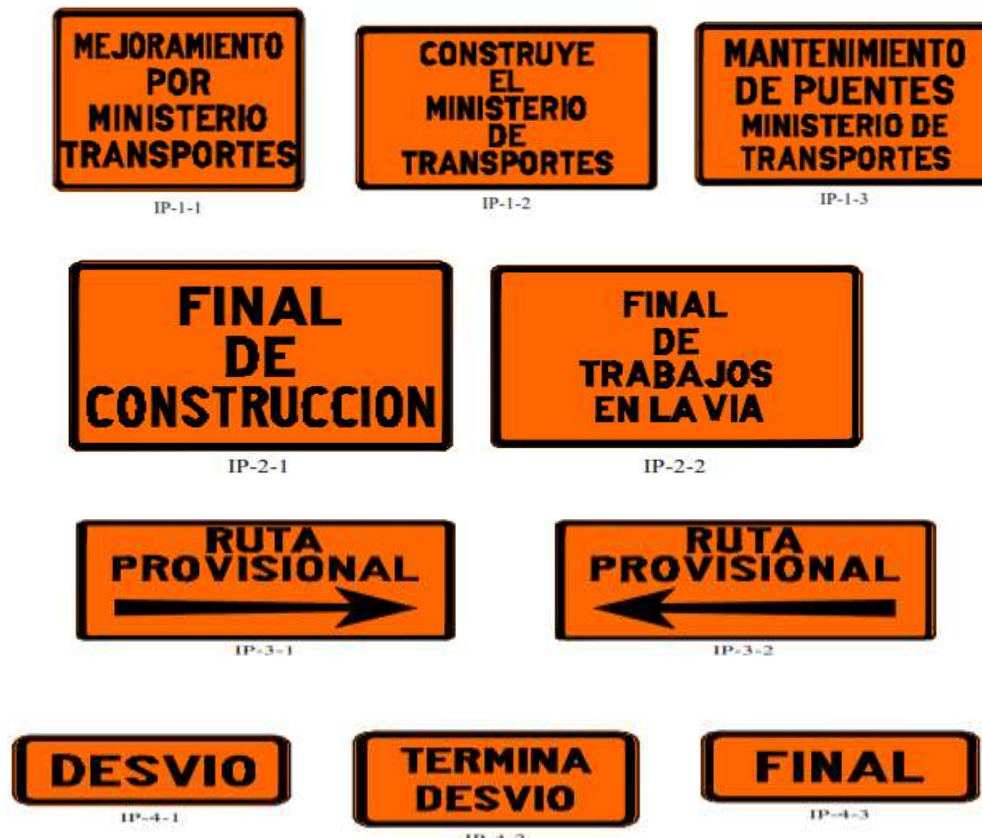 MEJORAMIENTO
POR
MINISTERIO
TRANSPORTES
IP-1-1
CONSTRUYE
EL
MINISTERIO
DE
TRANSPORTES
IP-1-2
MANTENIMIENTO
DE PUENTES
MINISTERIO DE
TRANSPORTES
IP-1-3
FINAL
DE
CONSTRUCCION
IP-2-1
FINAL
DE
TRABAJOS
EN LA VIA
IP-2-2
RUTA
PROVISIONAL
IP-3-1
RUTA
PROVISIONAL
IP-3-2
DESVIO
IP-4-1
TERMINA
DESVIO
FINAL
IP-4-3